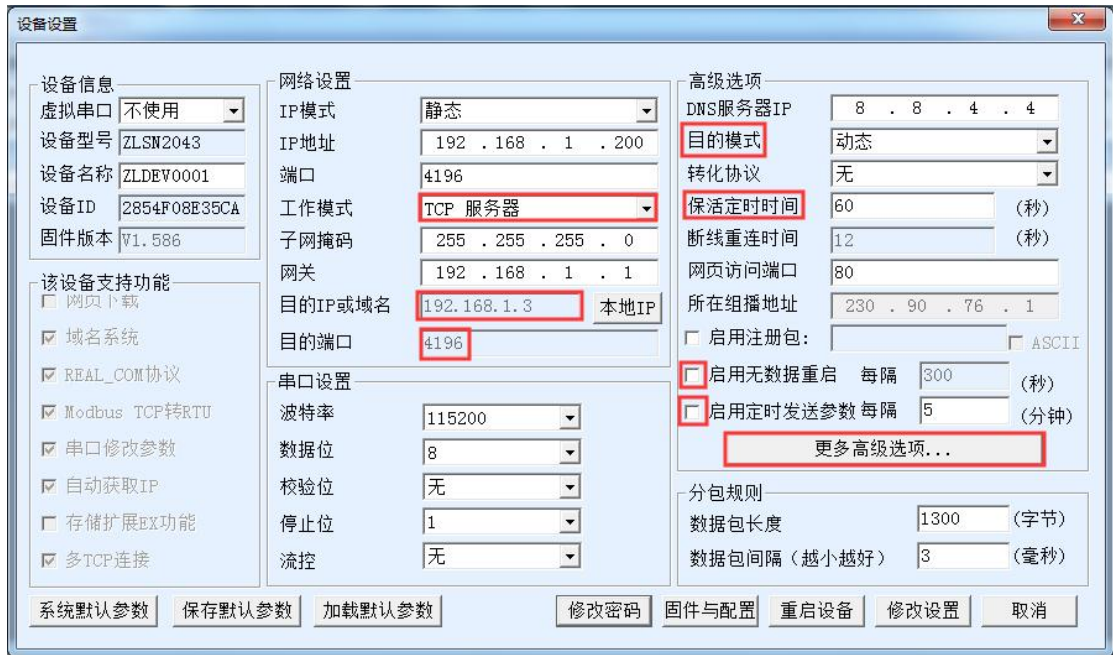 设备设置
设备信息
虚拟串口 不使用
设备型号 ZLSN2043
设备名称 ZLDEV0001
设备ID 2854F08E35CA
固件版本 V1.586
该设备支持功能
网页下载
域名系统
REAL_COM协议
Modbus TCP转RTU
串口修改参数
自动获取IP
存储扩展EX功能
多TCP连接
网络设置
IP模式 静态
IP地址 192 . 168 . 1 . 200
端口 4196
工作模式 TCP 服务器
子网掩码 255 . 255 . 255 . 0
网关 192 . 168 . 1 . 1
目的IP或域名 192.168.1.3 本地IP
目的端口 4196
串口设置
波特率 115200
数据位 8
校验位 无
停止位 1
流控 无
高级选项
DNS服务器IP 8 . 8 . 4 . 4
目的模式 动态
转化协议 无
保活定时时间 60 (秒)
断线重连时间 12 (秒)
网页访问端口 80
所在组播地址 230 . 90 . 76 . 1
启用注册包: ASCII
启用无数据重启 每隔 300 (秒)
启用定时发送参数 每隔 5 (分钟)
更多高级选项...
分包规则
数据包长度 1300 (字节)
数据包间隔（越小越好） 3 (毫秒)
系统默认参数 保存默认参数 加载默认参数 修改密码 固件与配置 重启设备 修改设置 取消